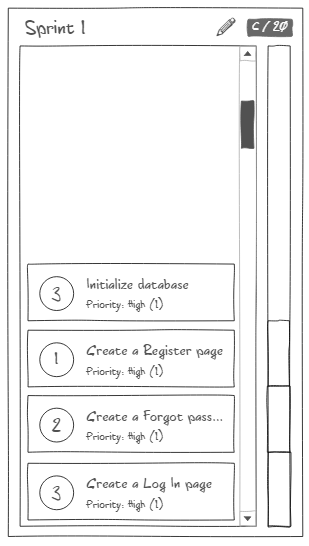 Sprint 1
C / 20
3
Initialize database
Priority: High (1)
1
Create a Register page
Priority: High (1)
2
Create a Forgot pass...
Priority: High (1)
3
Create a Log In page
Priority: High (1)